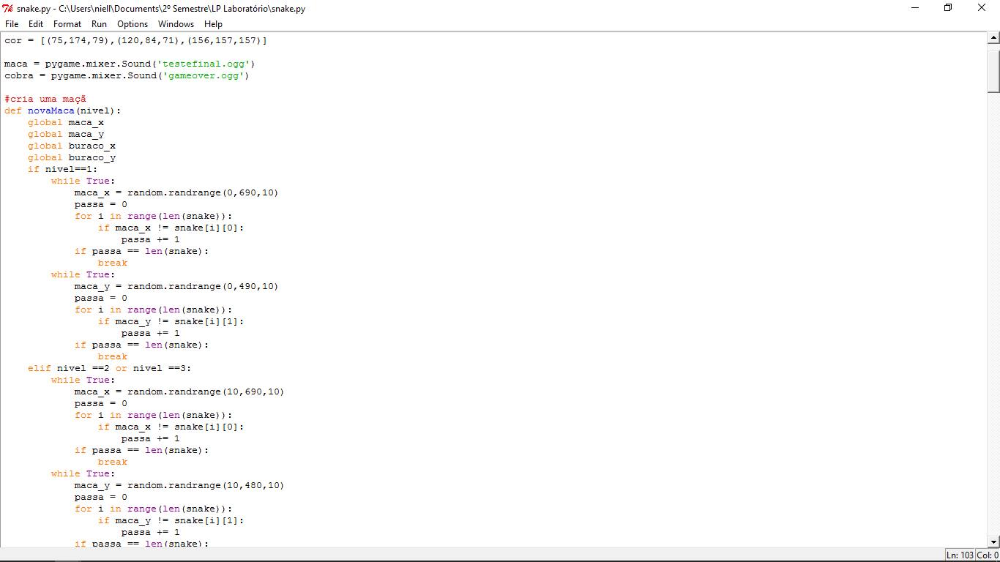 snake.py - C:\Users\niell\Documents\2º Semestre\LP Laboratório\snake.py
File Edit Format Run Options Windows Help
cor = [(75,174,79),(120,84,71),(156,157,157)]

maca = pygame.mixer.Sound('testefinal.ogg')
cobra = pygame.mixer.Sound('gameover.ogg')

#cria uma maçã
def novaMaca(nivel):
    global maca_x
    global maca_y
    global buraco_x
    global buraco_y
    if nivel==1:
        while True:
            maca_x = random.randrange(0,690,10)
            passa = 0
            for i in range(len(snake)):
                if maca_x != snake[i][0]:
                    passa += 1
            if passa == len(snake):
                break
        while True:
            maca_y = random.randrange(0,490,10)
            passa = 0
            for i in range(len(snake)):
                if maca_y != snake[i][1]:
                    passa += 1
            if passa == len(snake):
                break
    elif nivel ==2 or nivel ==3:
        while True:
            maca_x = random.randrange(10,690,10)
            passa = 0
            for i in range(len(snake)):
                if maca_x != snake[i][0]:
                    passa += 1
            if passa == len(snake):
                break
        while True:
            maca_y = random.randrange(10,480,10)
            passa = 0
            for i in range(len(snake)):
                if maca_y != snake[i][1]:
                    passa += 1
            if passa == len(snake):
Ln: 103 Col: 0